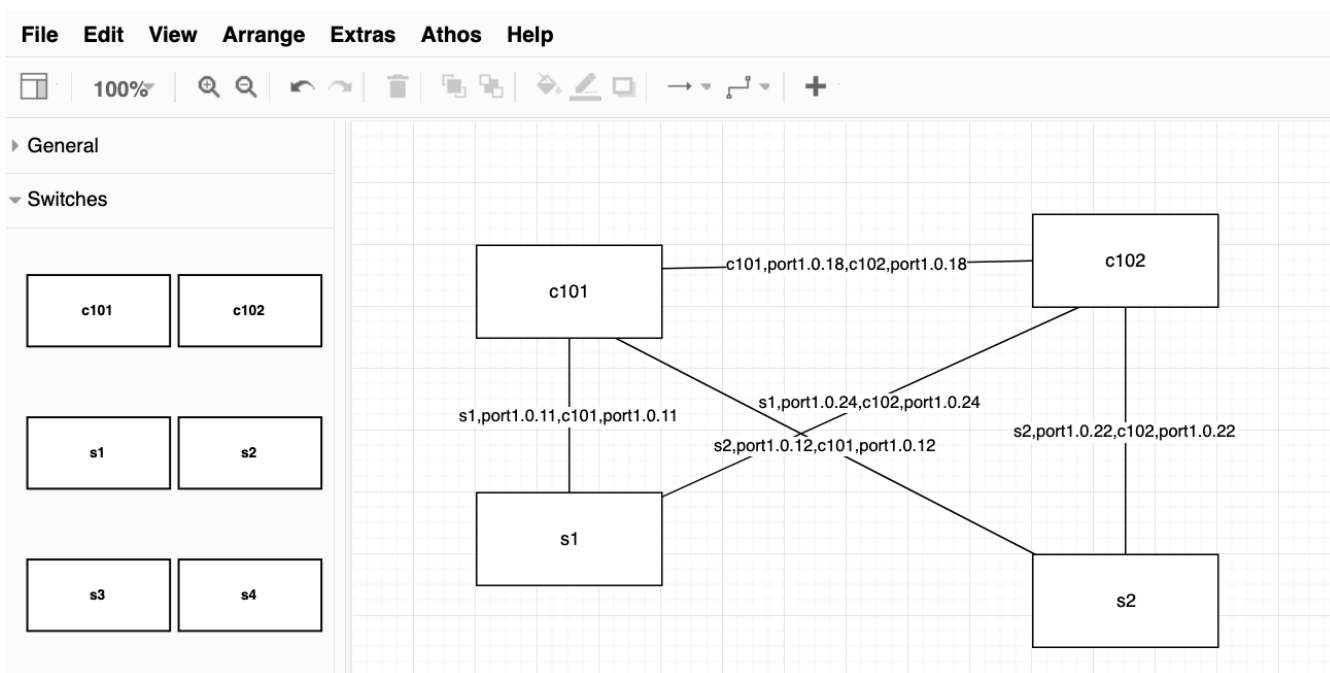 File Edit View Arrange Extras Athos Help
100%
General
Switches
c101 c102
s1 s2
s3 s4
c101
c101,port1.0.18,c102,port1.0.18
c102
s1,port1.0.11,c101,port1.0.11
s1,port1.0.24,c102,port1.0.24
s2,port1.0.12,c101,port1.0.12
s2,port1.0.22,c102,port1.0.22
s1
s2